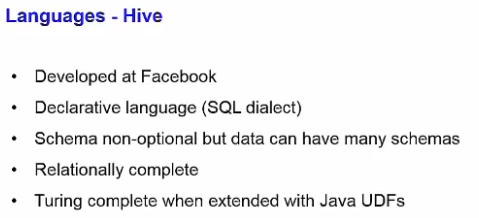 Languages - Hive
• Developed at Facebook
• Declarative language (SQL dialect)
• Schema non-optional but data can have many schemas
• Relationally complete
• Turing complete when extended with Java UDFs